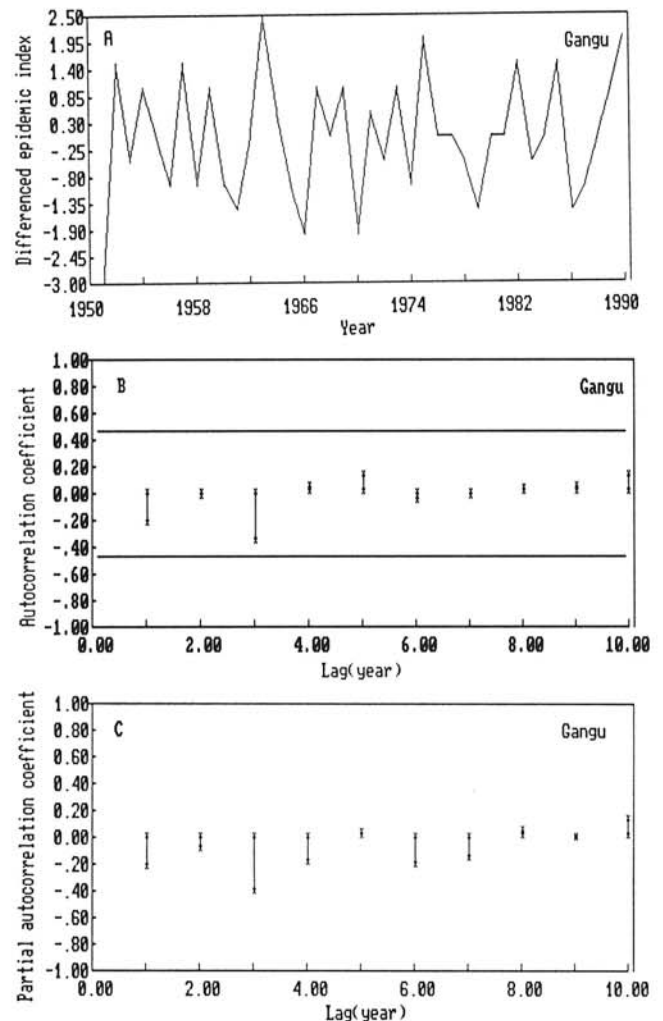 A
Gangu
Differenced epidemic index
2.50
1.95
1.40
0.85
0.30
-.25
-.80
-1.35
-1.90
-2.45
-3.00
1950 1958 1966 1974 1982 1990
Year
B
Gangu
Autocorrelation coefficient
1.00
0.80
0.60
0.40
0.20
0.00
-.20
-.40
-.60
-.80
-1.00
0.00 2.00 4.00 6.00 8.00 10.00
Lag(year)
C
Gangu
Partial autocorrelation coefficient
1.00
0.80
0.60
0.40
0.20
0.00
-.20
-.40
-.60
-.80
-1.00
0.00 2.00 4.00 6.00 8.00 10.00
Lag(year)